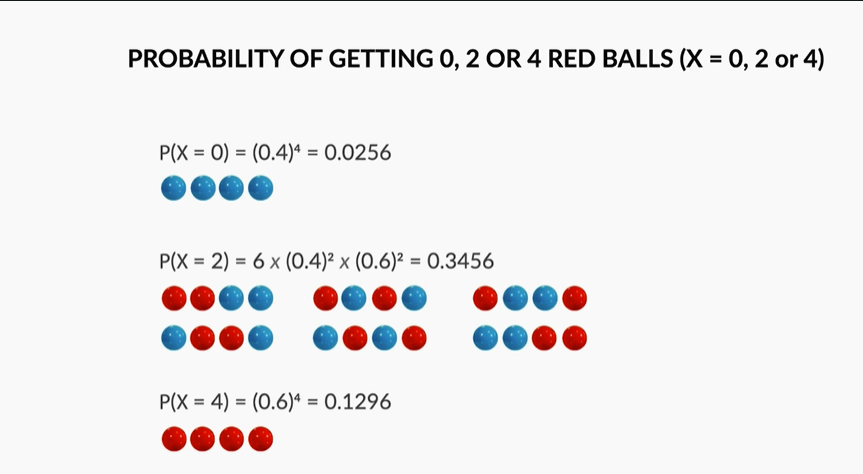 PROBABILITY OF GETTING 0, 2 OR 4 RED BALLS (X = 0, 2 or 4)
P(X = 0) = (0.4)⁴ = 0.0256
P(X = 2) = 6 x (0.4)² x (0.6)² = 0.3456
P(X = 4) = (0.6)⁴ = 0.1296